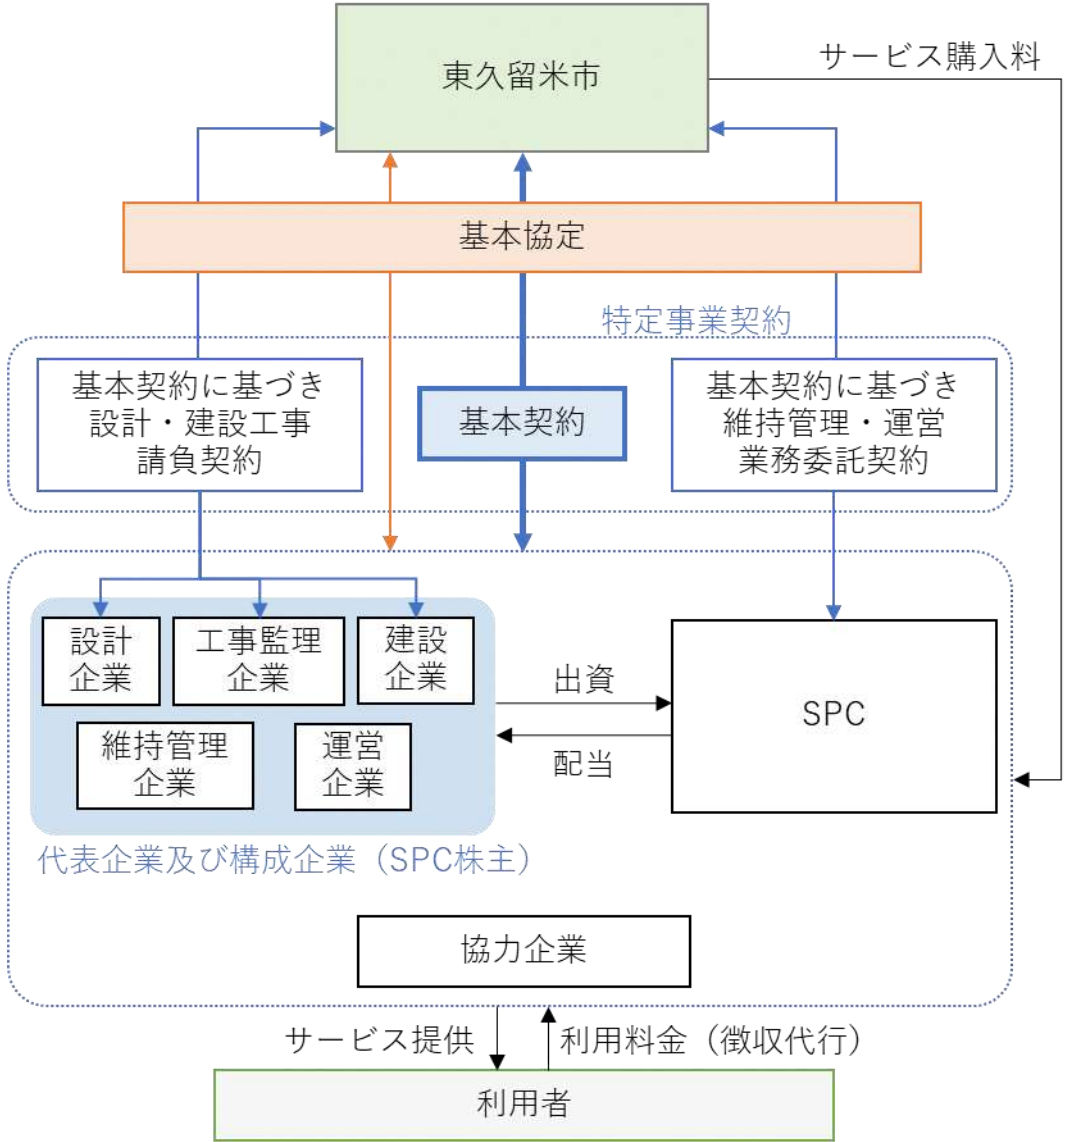 東久留米市
サービス購入料
基本協定
特定事業契約
基本契約に基づき
設計・建設工事
請負契約
基本契約
基本契約に基づき
維持管理・運営
業務委託契約
設計
企業
工事監理
企業
建設
企業
維持管理
企業
運営
企業
出資
配当
SPC
代表企業及び構成企業（SPC株主）
協力企業
サービス提供
利用料金（徴収代行）
利用者